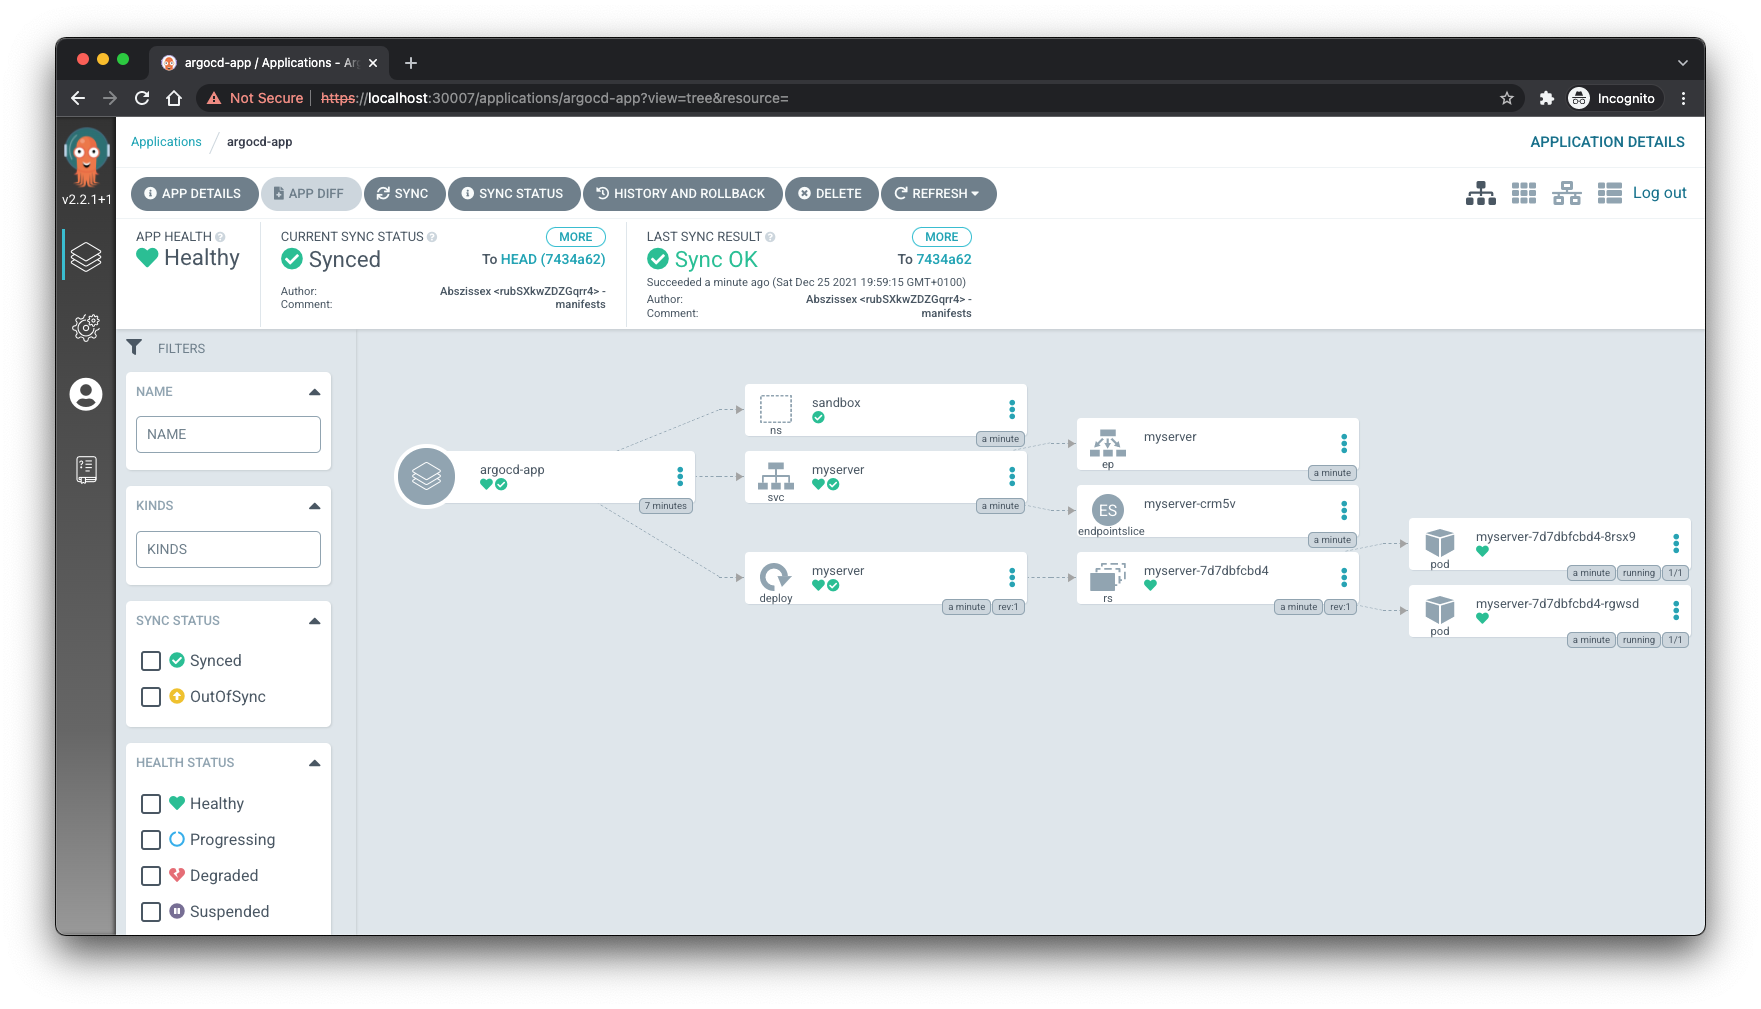 argocd-app / Applications - Ar
Not Secure https://localhost:30007/applications/argocd-app?view=tree&resource= Incognito
v2.2.1+1
Applications / argocd-app APPLICATION DETAILS
APP DETAILS APP DIFF SYNC SYNC STATUS HISTORY AND ROLLBACK DELETE REFRESH Log out
APP HEALTH
Healthy
CURRENT SYNC STATUS MORE
Synced To HEAD (7434a62)
Author: Abszissex <rubSXkwZDZGqrr4> -
Comment: manifests
LAST SYNC RESULT MORE
Sync OK To 7434a62
Succeeded a minute ago (Sat Dec 25 2021 19:59:15 GMT+0100)
Author: Abszissex <rubSXkwZDZGqrr4> -
Comment: manifests
FILTERS
NAME
NAME
KINDS
KINDS
SYNC STATUS
Synced
OutOfSync
HEALTH STATUS
Healthy
Progressing
Degraded
Suspended
argocd-app
7 minutes
sandbox
ns
a minute
myserver
svc
a minute
myserver
deploy
a minute rev:1
myserver
ep
a minute
ES
myserver-crm5v
endpointslice
a minute
myserver-7d7dbfcbd4
rs
a minute rev:1
myserver-7d7dbfcbd4-8rsx9
pod
a minute running 1/1
myserver-7d7dbfcbd4-rgwsd
pod
a minute running 1/1